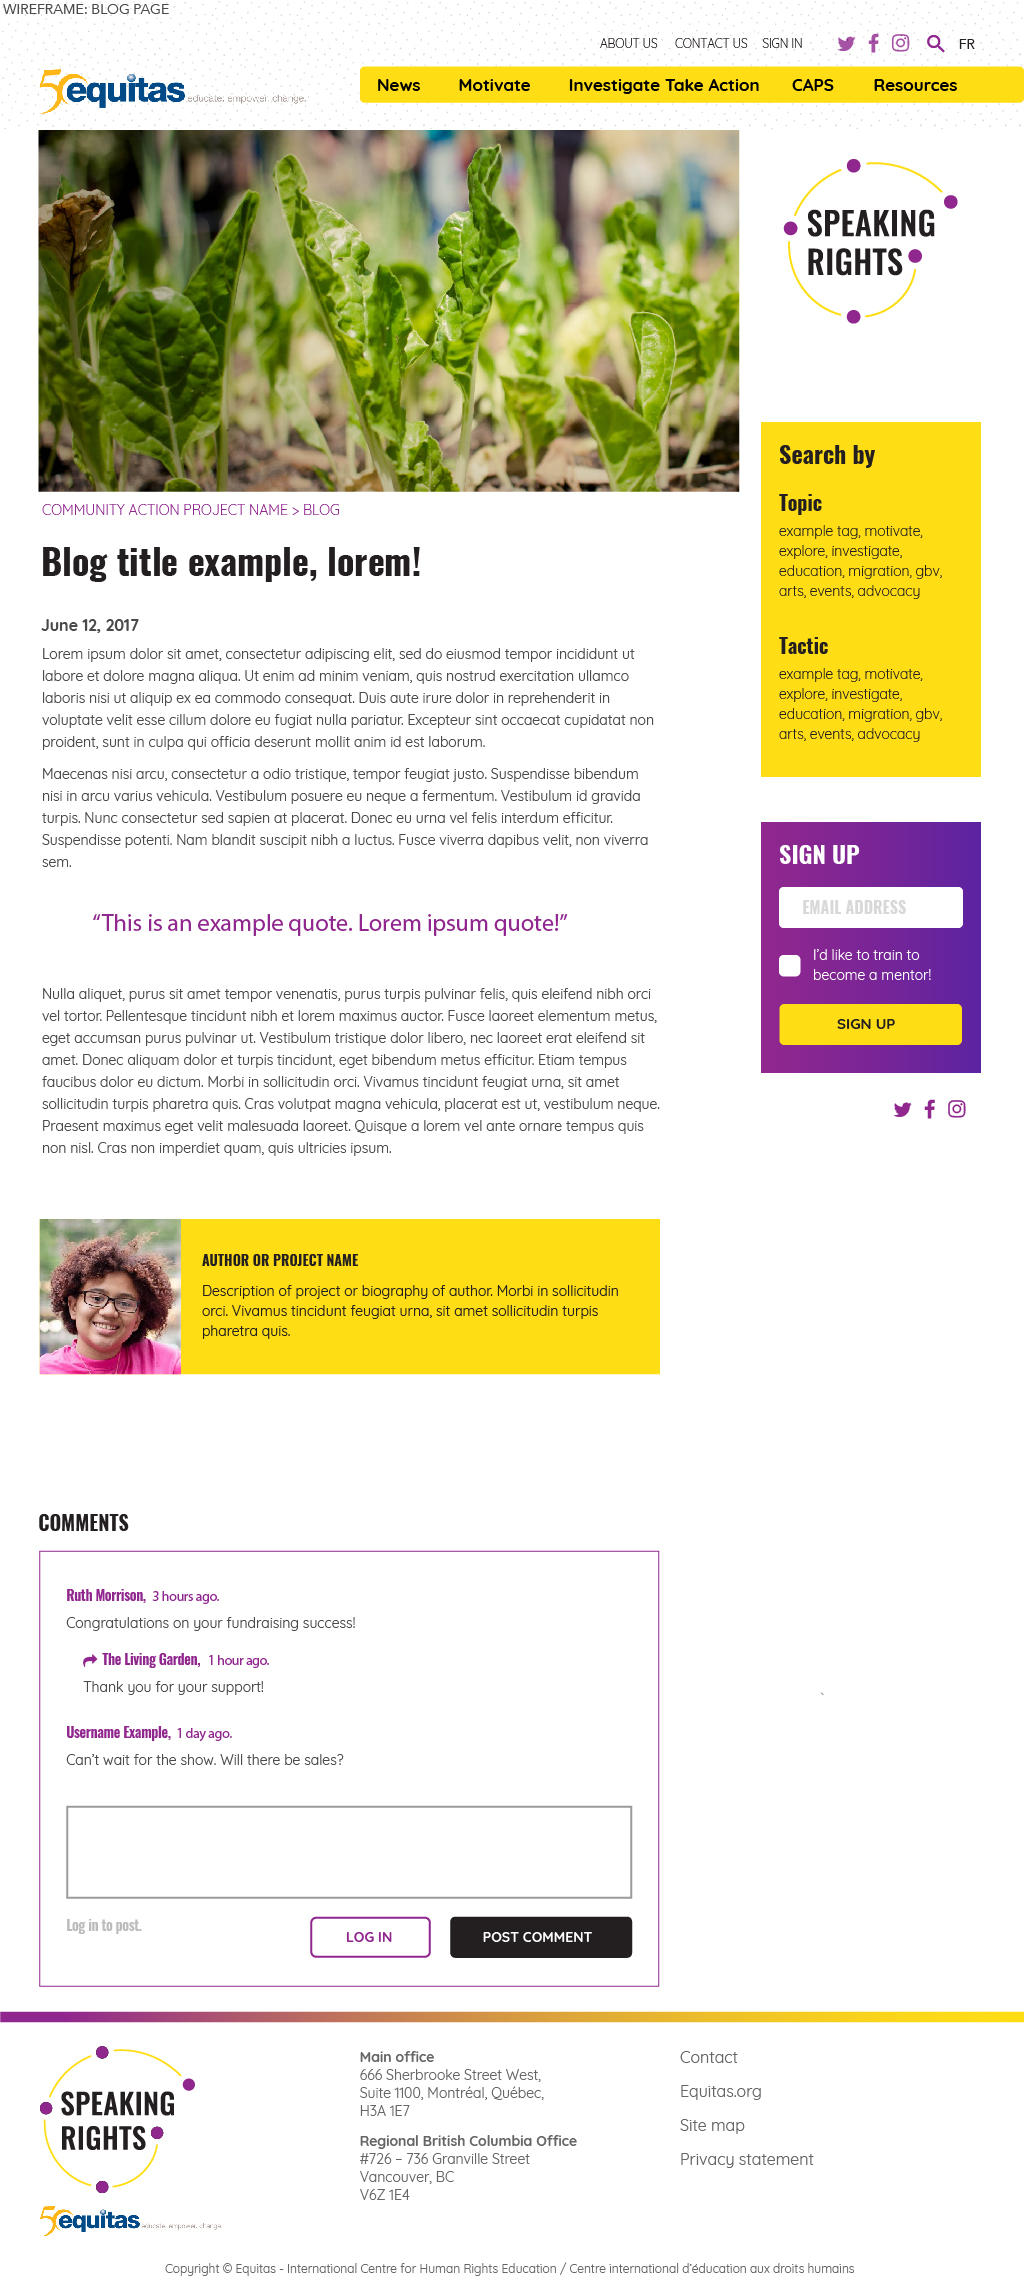 WIREFRAME: BLOG PAGE
ABOUT US CONTACT US SIGN IN FR
50 equitas educate. empower. change.
News Motivate Investigate Take Action CAPS Resources
SPEAKING
RIGHTS
COMMUNITY ACTION PROJECT NAME > BLOG
Blog title example, lorem!
June 12, 2017
Lorem ipsum dolor sit amet, consectetur adipiscing elit, sed do eiusmod tempor incididunt ut
labore et dolore magna aliqua. Ut enim ad minim veniam, quis nostrud exercitation ullamco
laboris nisi ut aliquip ex ea commodo consequat. Duis aute irure dolor in reprehenderit in
voluptate velit esse cillum dolore eu fugiat nulla pariatur. Excepteur sint occaecat cupidatat non
proident, sunt in culpa qui officia deserunt mollit anim id est laborum.
Maecenas nisi arcu, consectetur a odio tristique, tempor feugiat justo. Suspendisse bibendum
nisi in arcu varius vehicula. Vestibulum posuere eu neque a fermentum. Vestibulum id gravida
turpis. Nunc consectetur sed sapien at placerat. Donec eu urna vel felis interdum efficitur.
Suspendisse potenti. Nam blandit suscipit nibh a luctus. Fusce viverra dapibus velit, non viverra
sem.
“This is an example quote. Lorem ipsum quote!”
Nulla aliquet, purus sit amet tempor venenatis, purus turpis pulvinar felis, quis eleifend nibh orci
vel tortor. Pellentesque tincidunt nibh et lorem maximus auctor. Fusce laoreet elementum metus,
eget accumsan purus pulvinar ut. Vestibulum tristique dolor libero, nec laoreet erat eleifend sit
amet. Donec aliquam dolor et turpis tincidunt, eget bibendum metus efficitur. Etiam tempus
faucibus dolor eu dictum. Morbi in sollicitudin orci. Vivamus tincidunt feugiat urna, sit amet
sollicitudin turpis pharetra quis. Cras volutpat magna vehicula, placerat est ut, vestibulum neque.
Praesent maximus eget velit malesuada laoreet. Quisque a lorem vel ante ornare tempus quis
non nisl. Cras non imperdiet quam, quis ultricies ipsum.
Search by
Topic
example tag, motivate,
explore, investigate,
education, migration, gbv,
arts, events, advocacy
Tactic
example tag, motivate,
explore, investigate,
education, migration, gbv,
arts, events, advocacy
SIGN UP
EMAIL ADDRESS
I’d like to train to
become a mentor!
SIGN UP
AUTHOR OR PROJECT NAME
Description of project or biography of author. Morbi in sollicitudin
orci. Vivamus tincidunt feugiat urna, sit amet sollicitudin turpis
pharetra quis.
COMMENTS
Ruth Morrison, 3 hours ago.
Congratulations on your fundraising success!
The Living Garden, 1 hour ago.
Thank you for your support!
Username Example, 1 day ago.
Can’t wait for the show. Will there be sales?
Log in to post.
LOG IN
POST COMMENT
SPEAKING
RIGHTS
50 equitas educate. empower. change.
Main office
666 Sherbrooke Street West,
Suite 1100, Montréal, Québec,
H3A 1E7
Regional British Columbia Office
#726 – 736 Granville Street
Vancouver, BC
V6Z 1E4
Contact
Equitas.org
Site map
Privacy statement
Copyright © Equitas - International Centre for Human Rights Education / Centre international d’éducation aux droits humains